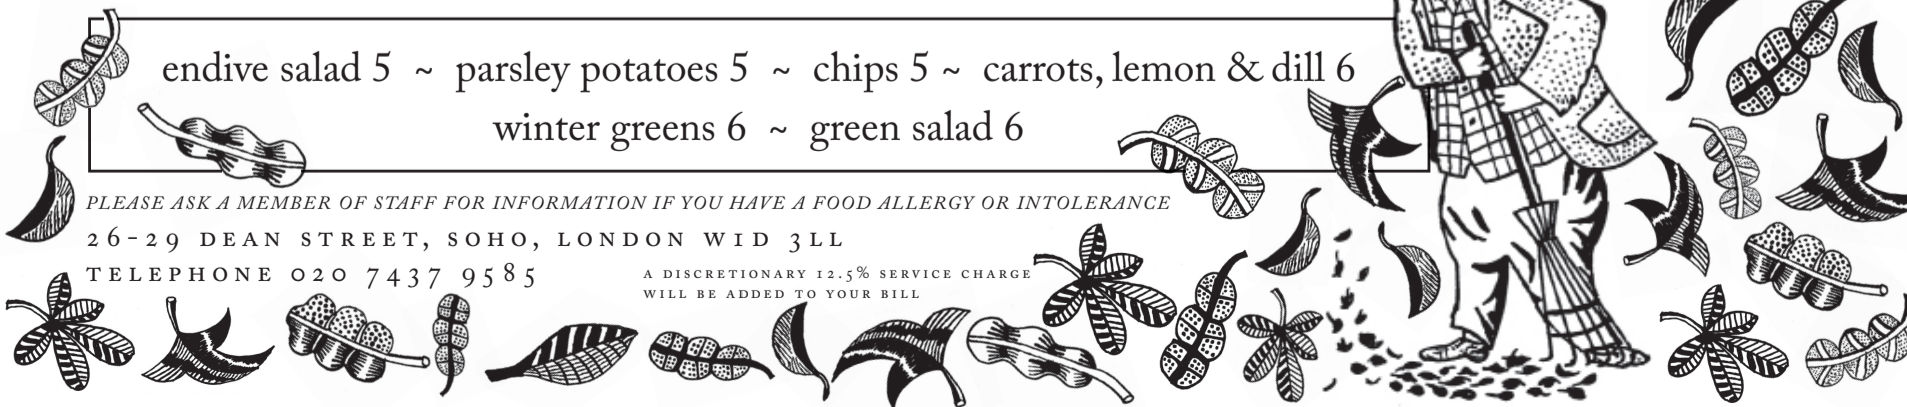 endive salad 5 ~ parsley potatoes 5 ~ chips 5 ~ carrots, lemon & dill 6
winter greens 6 ~ green salad 6
PLEASE ASK A MEMBER OF STAFF FOR INFORMATION IF YOU HAVE A FOOD ALLERGY OR INTOLERANCE
26-29 DEAN STREET, SOHO, LONDON W1D 3LL
TELEPHONE 020 7437 9585
A DISCRETIONARY 12.5% SERVICE CHARGE
WILL BE ADDED TO YOUR BILL